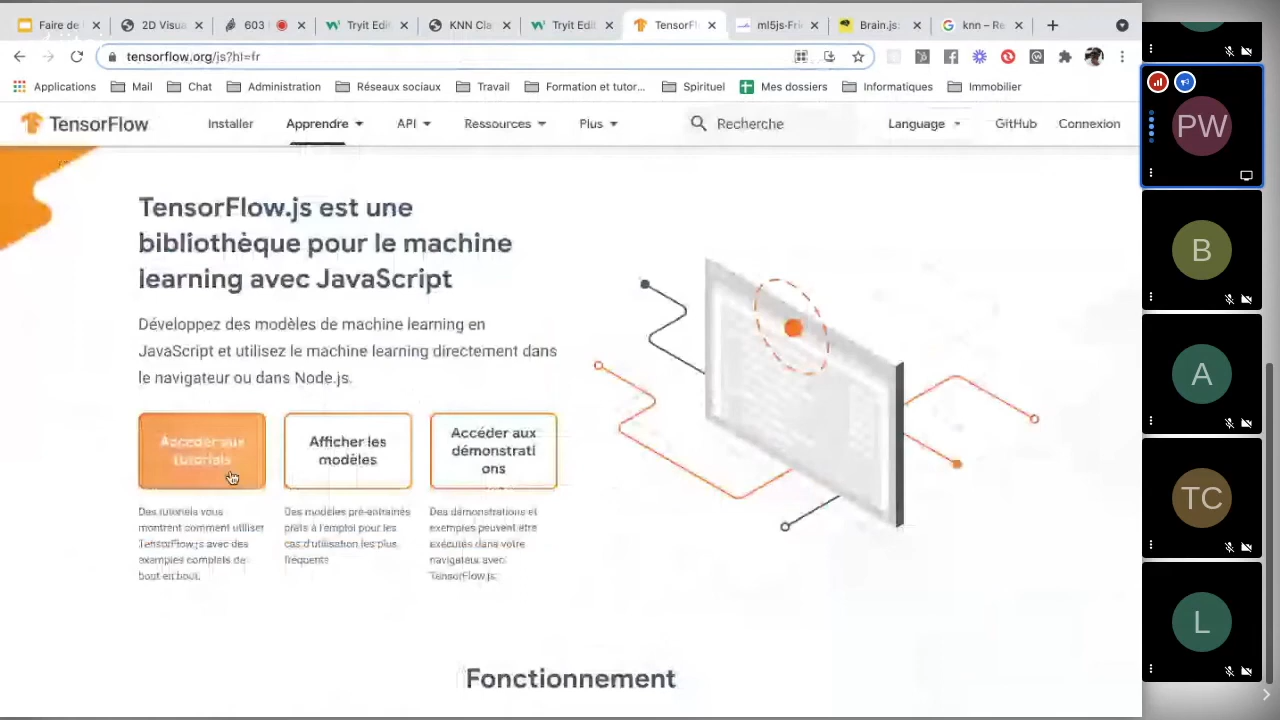 Faire de
2D Visua
603
Tryit Edit
KNN Cla
Tryit Edit
TensorF
ml5js·Fri
Brain.js:
knn – Re
tensorflow.org/js?hl=fr
Applications
Mail
Chat
Administration
Réseaux sociaux
Travail
Formation et tutor...
Spirituel
Mes dossiers
Informatiques
Immobilier
TensorFlow
Installer
Apprendre
API
Ressources
Plus
Recherche
Language
GitHub
Connexion
TensorFlow.js est une
bibliothèque pour le machine
learning avec JavaScript
Développez des modèles de machine learning en
JavaScript et utilisez le machine learning directement dans
le navigateur ou dans Node.js.
Accéder aux
tutoriels
Afficher les
modèles
Accéder aux
démonstrati
ons
Des tutoriels vous
montrent comment utiliser
TensorFlow.js avec des
exemples complets de
bout en bout.
Des modèles pré-entraînés
prêts à l'emploi pour les
cas d'utilisation les plus
fréquents
Des démonstrations et
exemples peuvent être
exécutés dans votre
navigateur avec
TensorFlow.js.
Fonctionnement
PW
B
A
TC
L